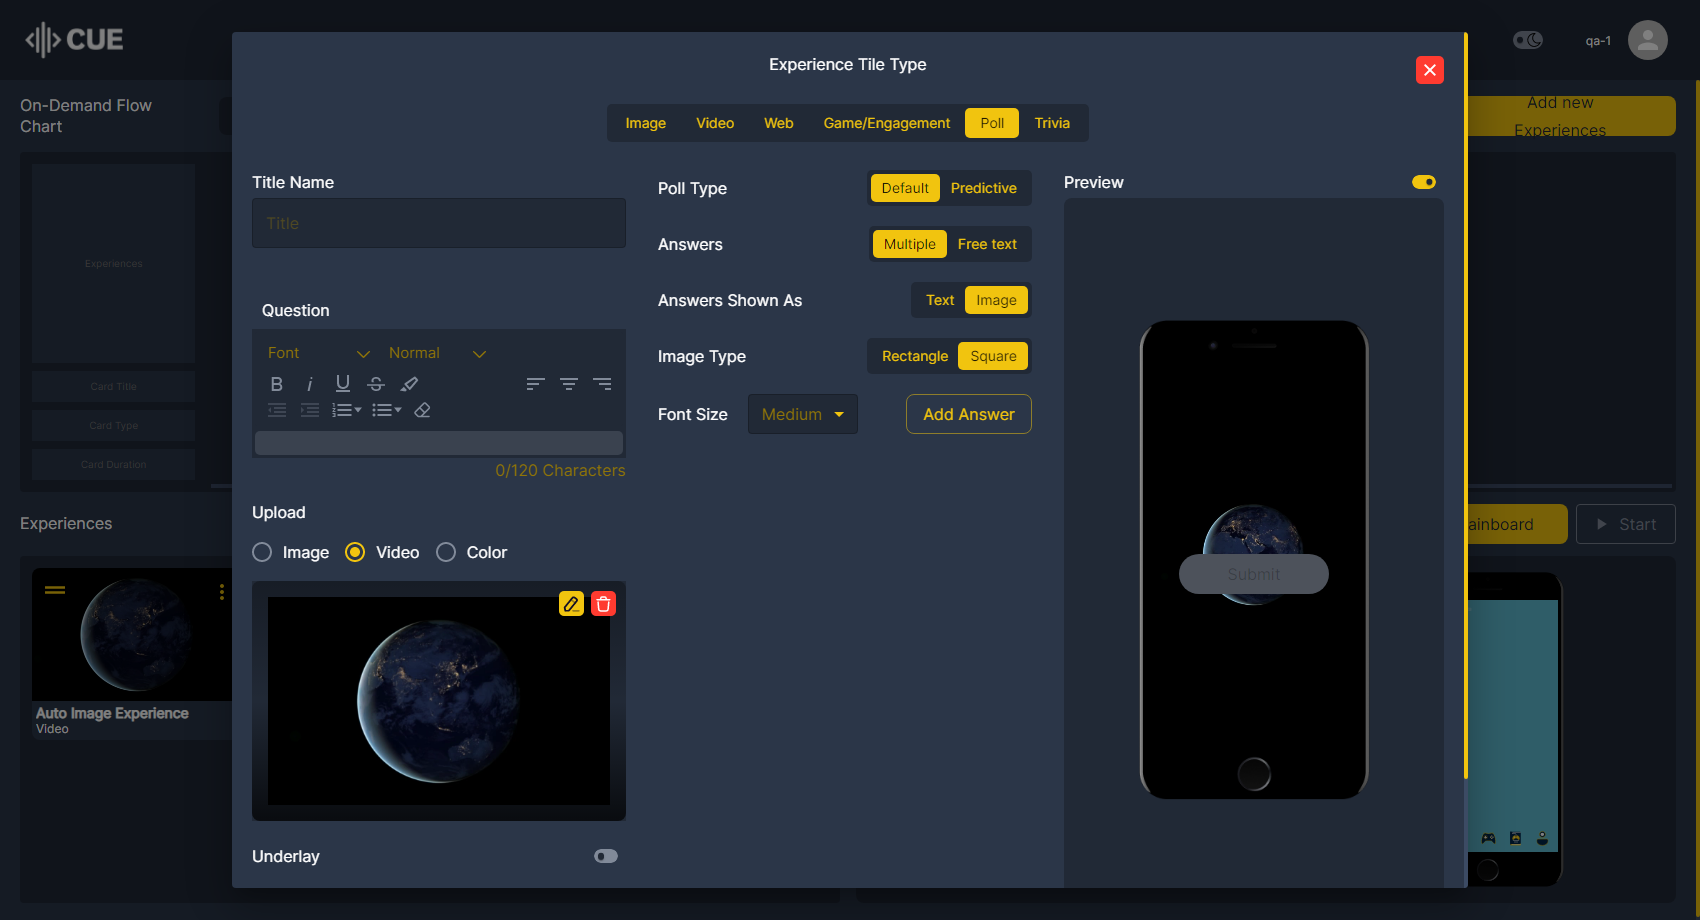 CUE
qa-1
On-Demand Flow
Chart
Add new
Experiences
Experiences
Card Title
Card Type
Card Duration
Experience Tile Type
Image
Video
Web
Game/Engagement
Poll
Trivia
Title Name
Title
Question
Font
Normal
0/120 Characters
Upload
Image
Video
Color
Underlay
Poll Type
Default
Predictive
Answers
Multiple
Free text
Answers Shown As
Text
Image
Image Type
Rectangle
Square
Font Size
Medium
Add Answer
Preview
Submit
Experiences
ainboard
Start
Auto Image Experience
Video